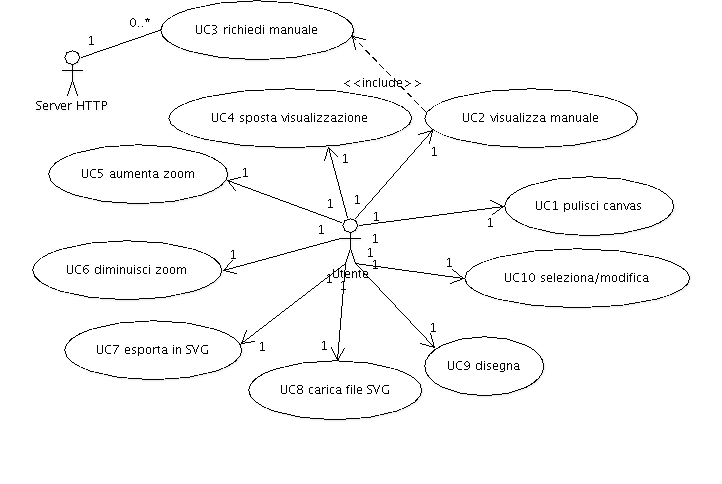 0..*
UC3 richiedi manuale
1
<<include>>
Server HTTP
UC4 sposta visualizzazione
UC2 visualizza manuale
1
1
UC5 aumenta zoom
1
1
1
UC1 pulisci canvas
1
1
1
1
1
UC6 diminuisci zoom
1
1
1
Utente
UC10 seleziona/modifica
1
1
1
UC7 esporta in SVG
1
1
UC9 disegna
UC8 carica file SVG